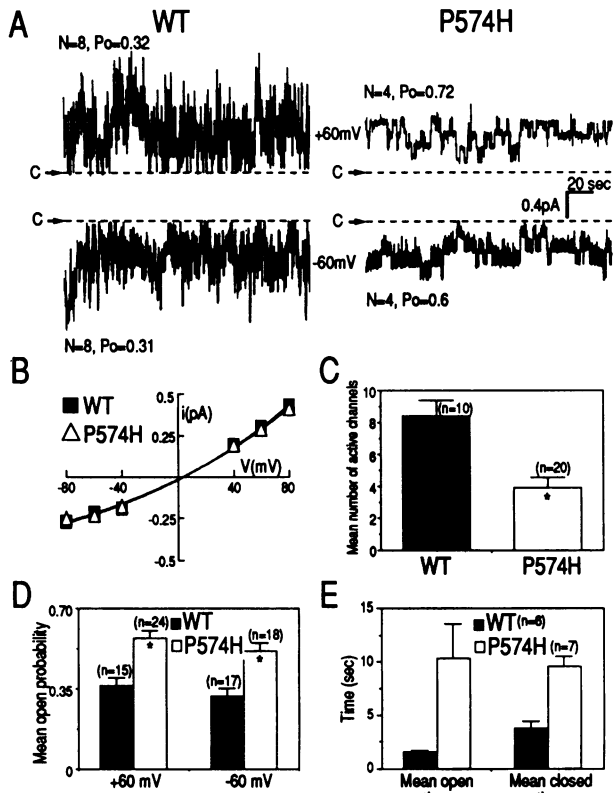 A
WT
P574H
N=8, Po=0.32
N=4, Po=0.72
+60mV
C
C
20 sec
0.4pA
-60mV
C
C
N=8, Po=0.31
N=4, Po=0.6
B
WT
P574H
i(pA)
V(mV)
0.5
0.25
-0.25
-0.5
-80
-40
40
80
C
Mean number of active channels
10
8
6
4
2
0
(n=10)
(n=20)
*
WT
P574H
D
Mean open probability
0.70
0.35
0
(n=15)
(n=24)
*
(n=17)
(n=18)
*
WT
P574H
+60 mV
-60 mV
E
Time (sec)
15
10
5
0
WT (n=6)
P574H (n=7)
Mean open
Mean closed